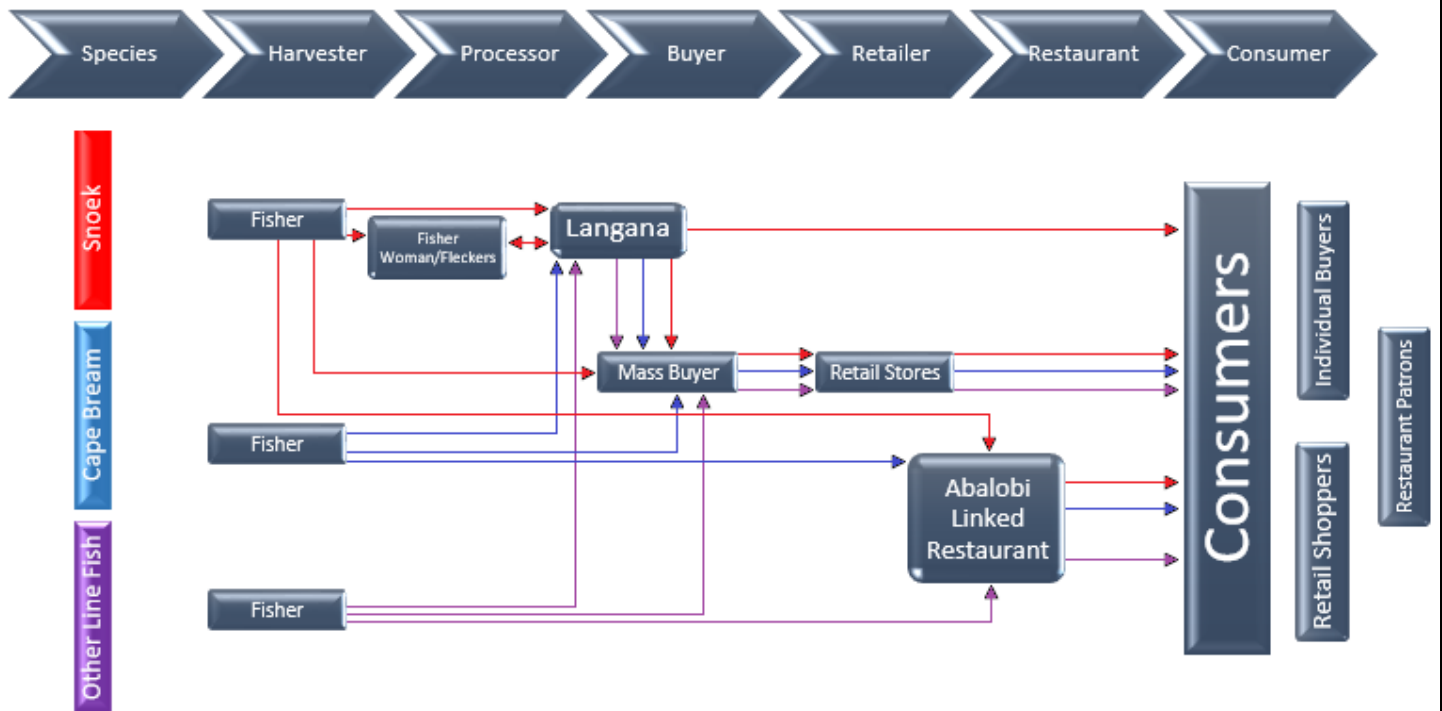 Species
Harvester
Processor
Buyer
Retailer
Restaurant
Consumer
Snoek
Cape Bream
Other Line Fish
Fisher
Fisher
Woman/Fleckers
Langana
Mass Buyer
Retail Stores
Fisher
Abalobi
Linked
Restaurant
Fisher
Consumers
Individual Buyers
Retail Shoppers
Restaurant Patrons